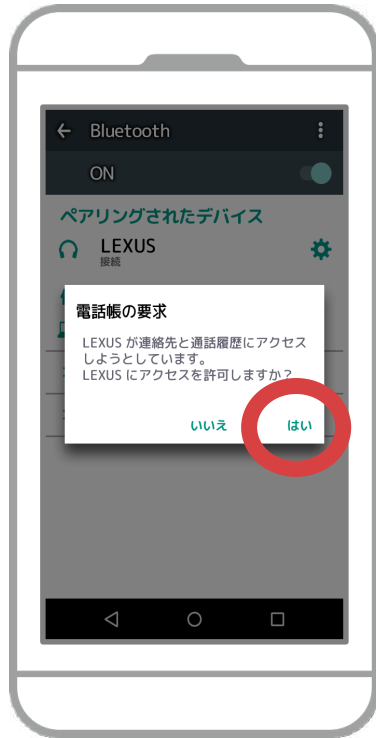 Bluetooth
ON
ペアリングされたデバイス
LEXUS
接続
電話帳の要求
LEXUS が連絡先と通話履歴にアクセス
しようとしています。
LEXUS にアクセスを許可しますか？
いいえ はい